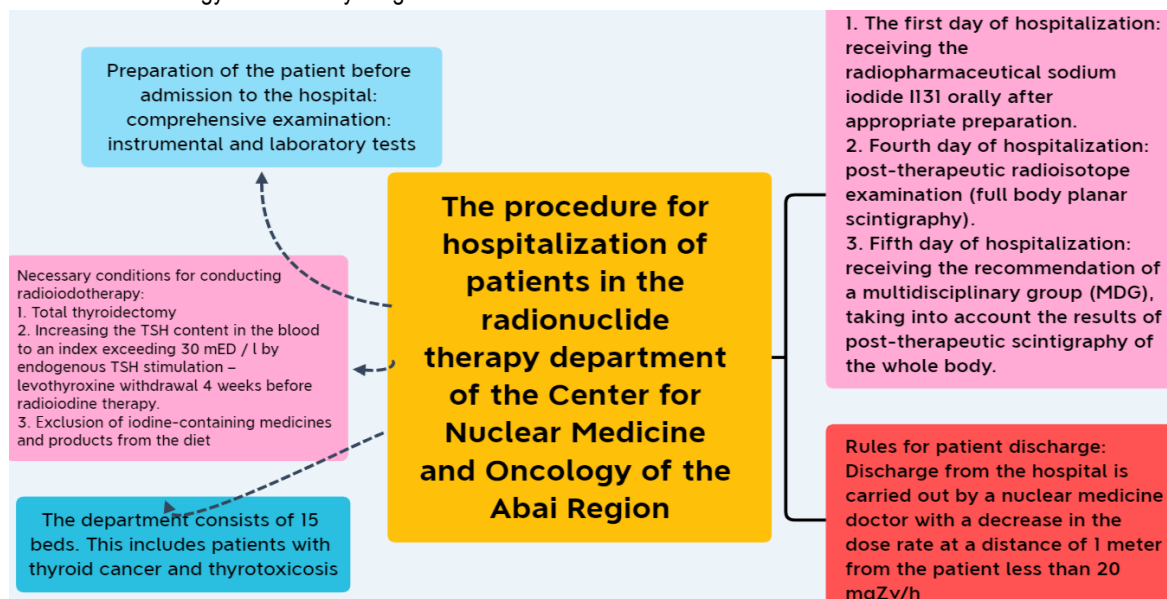 Preparation of the patient before
admission to the hospital:
comprehensive examination:
instrumental and laboratory tests
Necessary conditions for conducting
radioiodotherapy:
1. Total thyroidectomy
2. Increasing the TSH content in the blood
to an index exceeding 30 mED / l by
endogenous TSH stimulation –
levothyroxine withdrawal 4 weeks before
radioiodine therapy.
3. Exclusion of iodine-containing medicines
and products from the diet
The department consists of 15
beds. This includes patients with
thyroid cancer and thyrotoxicosis
The procedure for
hospitalization of
patients in the
radionuclide
therapy department
of the Center for
Nuclear Medicine
and Oncology of the
Abai Region
1. The first day of hospitalization:
receiving the
radiopharmaceutical sodium
iodide I131 orally after
appropriate preparation.
2. Fourth day of hospitalization:
post-therapeutic radioisotope
examination (full body planar
scintigraphy).
3. Fifth day of hospitalization:
receiving the recommendation of
a multidisciplinary group (MDG),
taking into account the results of
post-therapeutic scintigraphy of
the whole body.
Rules for patient discharge:
Discharge from the hospital is
carried out by a nuclear medicine
doctor with a decrease in the
dose rate at a distance of 1 meter
from the patient less than 20